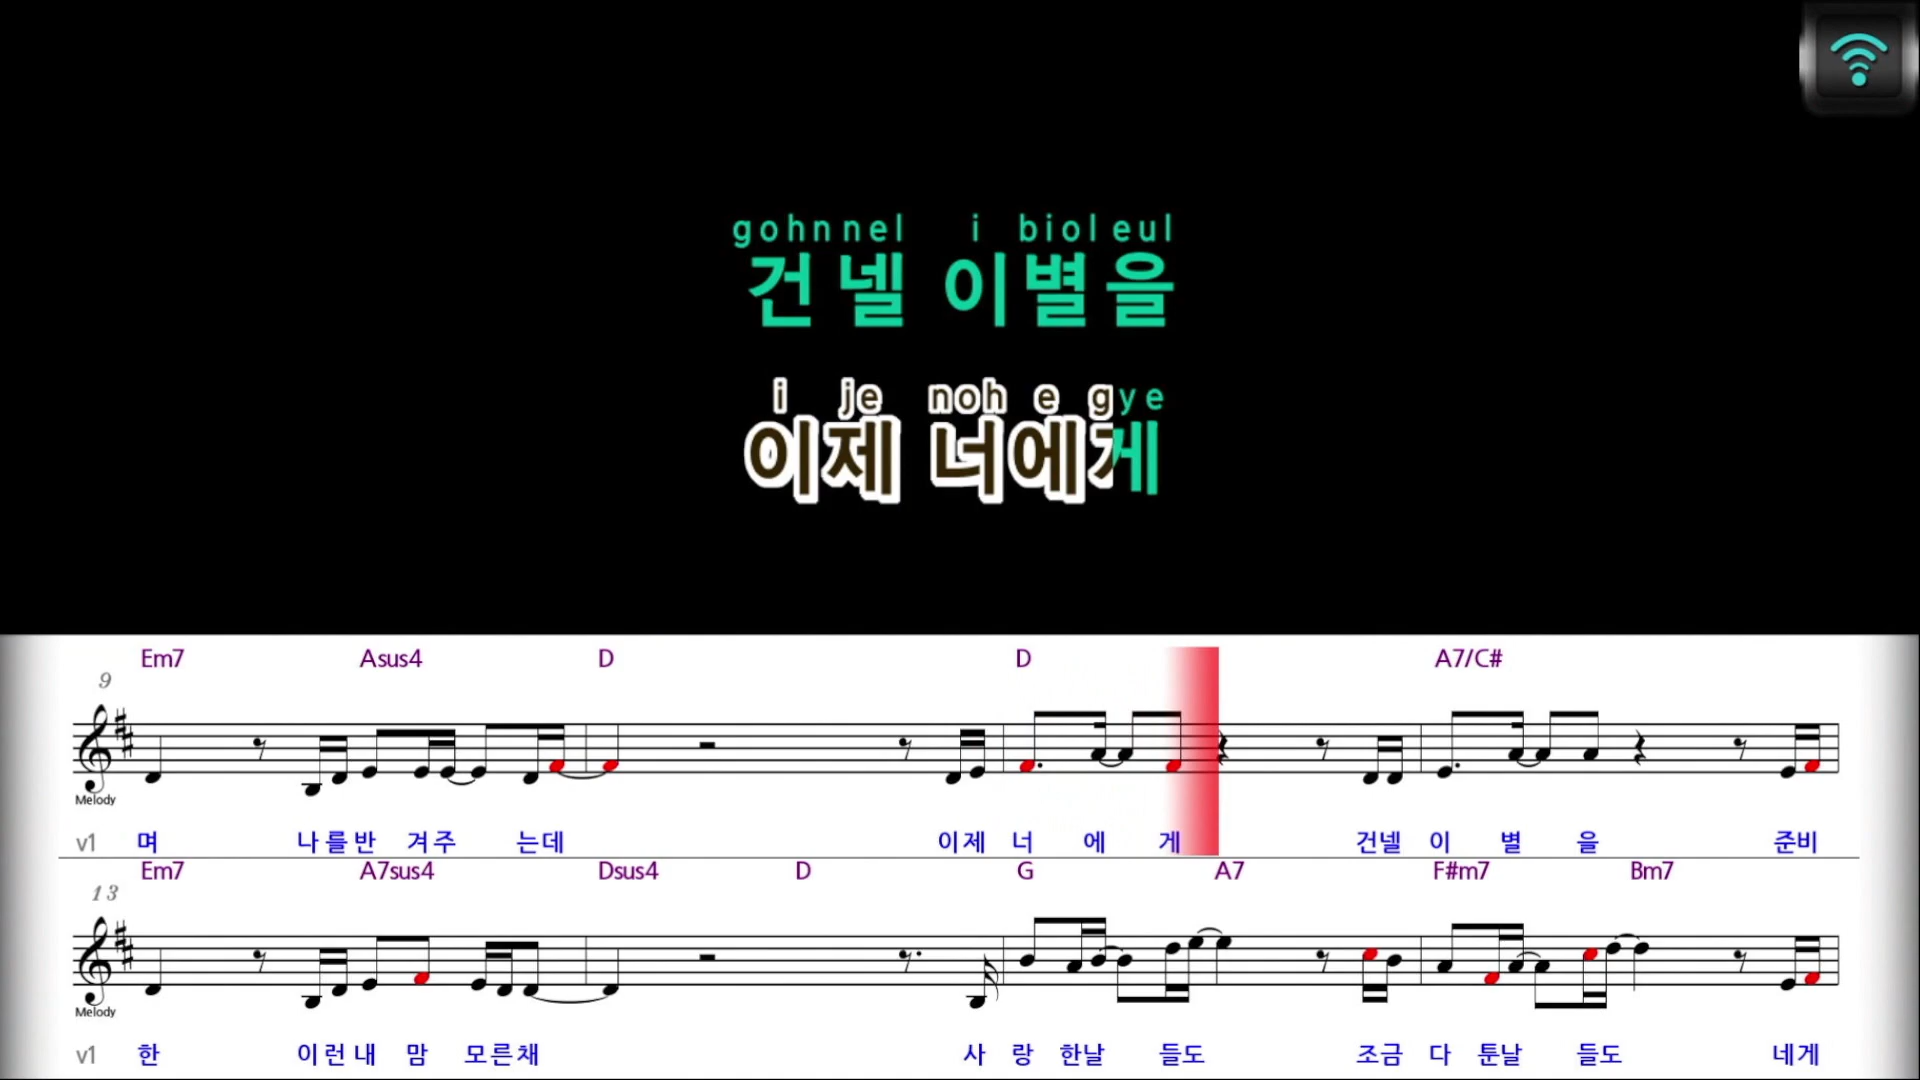 gohnnel i bioleul
건넬 이별을
i je noh e gye
이제 너에게
Em7 Asus4 D D A7/C#
9
Melody
v1 며 나를반 겨주 는데 이제 너 에 게 건넬 이 별 을 준비
Em7 A7sus4 Dsus4 D G A7 F#m7 Bm7
13
Melody
v1 한 이런내 맘 모른채 사 랑 한날 들도 조금 다 툰날 들도 네게